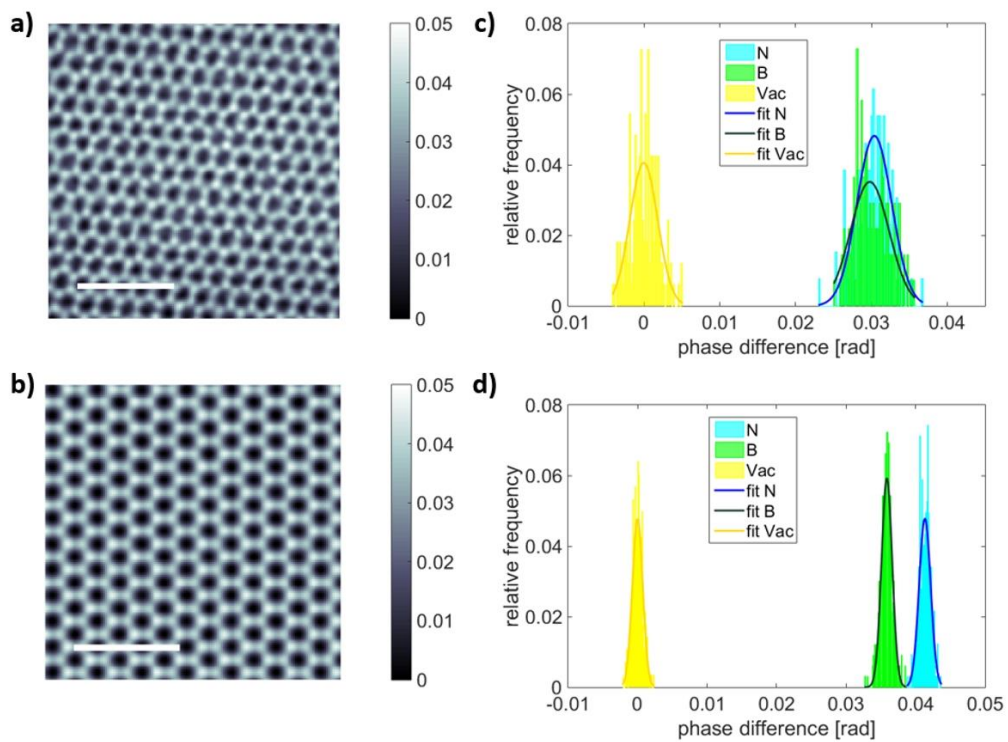 a)
0.05
0.04
0.03
0.02
0.01
0
c)
0.08
0.06
0.04
0.02
0
relative frequency
N
B
Vac
fit N
fit B
fit Vac
-0.01
0
0.01
0.02
0.03
0.04
phase difference [rad]
b)
0.05
0.04
0.03
0.02
0.01
0
d)
0.08
0.06
0.04
0.02
0
relative frequency
N
B
Vac
fit N
fit B
fit Vac
-0.01
0
0.01
0.02
0.03
0.04
0.05
phase difference [rad]